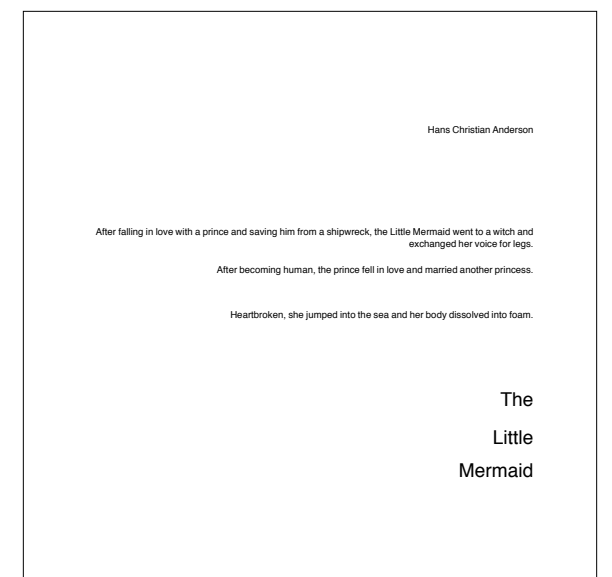 Hans Christian Anderson
After falling in love with a prince and saving him from a shipwreck, the Little Mermaid went to a witch and
exchanged her voice for legs.
After becoming human, the prince fell in love and married another princess.
Heartbroken, she jumped into the sea and her body dissolved into foam.
The
Little
Mermaid